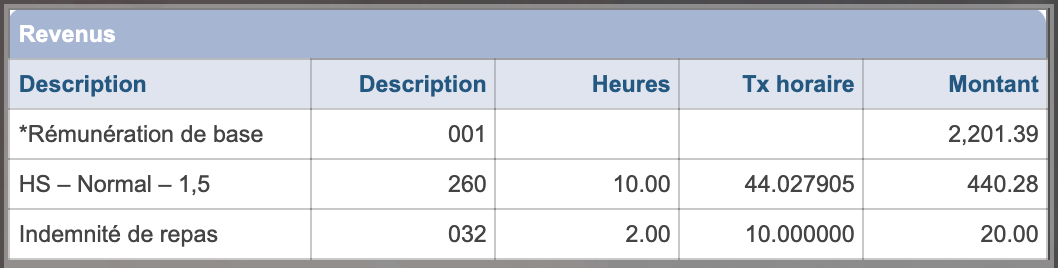 Revenus
Description Description Heures Tx horaire Montant
*Rémunération de base 001 2,201.39
HS – Normal – 1,5 260 10.00 44.027905 440.28
Indemnité de repas 032 2.00 10.000000 20.00